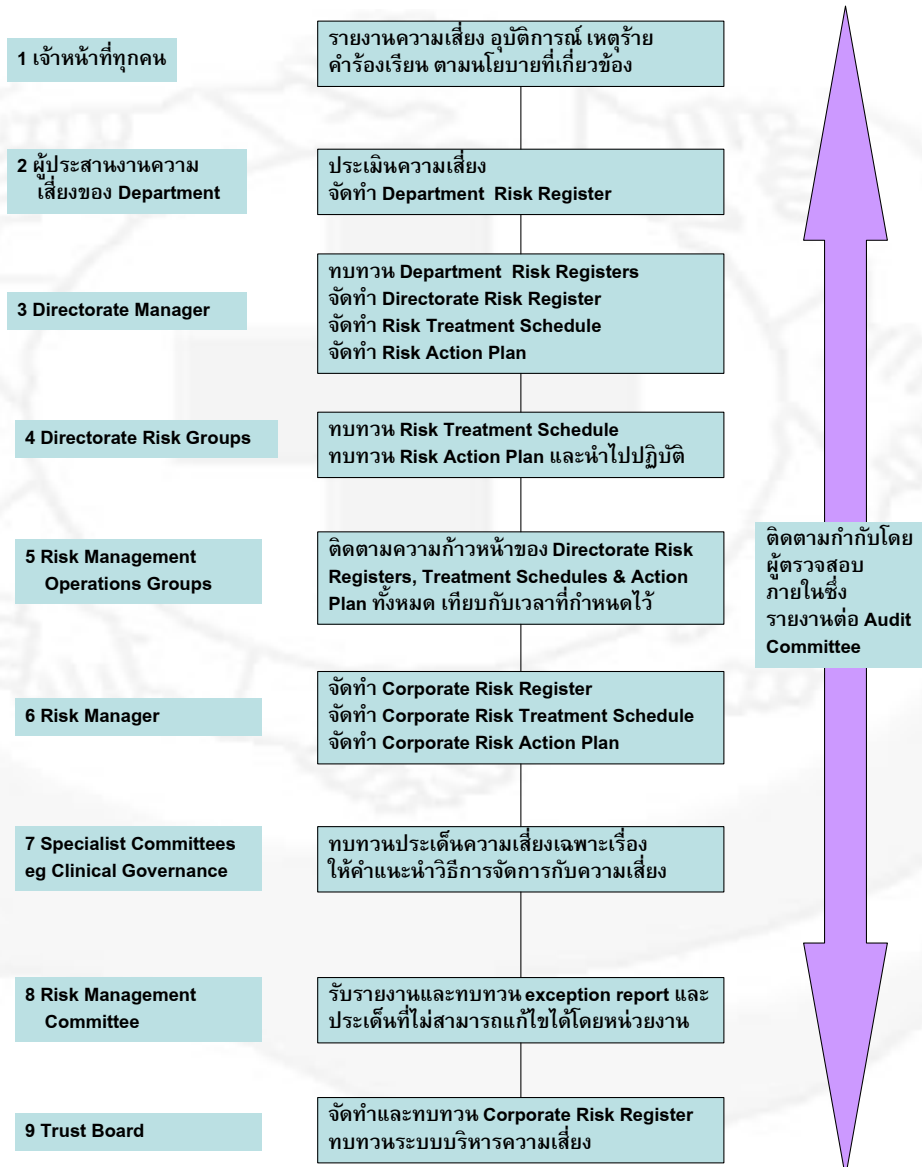 1 เจ้าหน้าที่ทุกคน
รายงานความเสี่ยง อุบัติการณ์ เหตุร้าย
คำร้องเรียน ตามนโยบายที่เกี่ยวข้อง
2 ผู้ประสานงานความ
เสี่ยงของ Department
ประเมินความเสี่ยง
จัดทำ Department Risk Register
3 Directorate Manager
ทบทวน Department Risk Registers
จัดทำ Directorate Risk Register
จัดทำ Risk Treatment Schedule
จัดทำ Risk Action Plan
4 Directorate Risk Groups
ทบทวน Risk Treatment Schedule
ทบทวน Risk Action Plan และนำไปปฏิบัติ
5 Risk Management
Operations Groups
ติดตามความก้าวหน้าของ Directorate Risk
Registers, Treatment Schedules & Action
Plan ทั้งหมด เทียบกับเวลาที่กำหนดไว้
ติดตามกำกับโดย
ผู้ตรวจสอบ
ภายในซึ่ง
รายงานต่อ Audit
Committee
6 Risk Manager
จัดทำ Corporate Risk Register
จัดทำ Corporate Risk Treatment Schedule
จัดทำ Corporate Risk Action Plan
7 Specialist Committees
eg Clinical Governance
ทบทวนประเด็นความเสี่ยงเฉพาะเรื่อง
ให้คำแนะนำวิธีการจัดการกับความเสี่ยง
8 Risk Management
Committee
รับรายงานและทบทวน exception report และ
ประเด็นที่ไม่สามารถแก้ไขได้โดยหน่วยงาน
9 Trust Board
จัดทำและทบทวน Corporate Risk Register
ทบทวนระบบบริหารความเสี่ยง